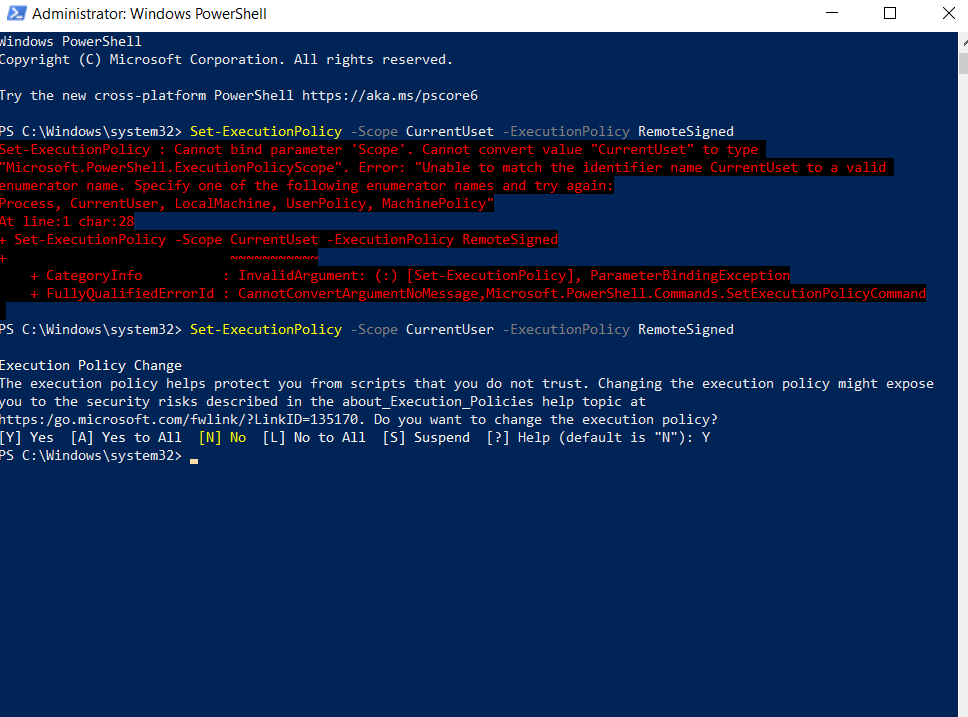 Administrator: Windows PowerShell
Windows PowerShell
Copyright (C) Microsoft Corporation. All rights reserved.
Try the new cross-platform PowerShell https://aka.ms/pscore6
PS C:\Windows\system32> Set-ExecutionPolicy -Scope CurrentUset -ExecutionPolicy RemoteSigned
Set-ExecutionPolicy : Cannot bind parameter 'Scope'. Cannot convert value "CurrentUset" to type
"Microsoft.PowerShell.ExecutionPolicyScope". Error: "Unable to match the identifier name CurrentUset to a valid
enumerator name. Specify one of the following enumerator names and try again:
Process, CurrentUser, LocalMachine, UserPolicy, MachinePolicy"
At line:1 char:28
+ Set-ExecutionPolicy -Scope CurrentUset -ExecutionPolicy RemoteSigned
+                            ~~~~~~~~~~~
    + CategoryInfo          : InvalidArgument: (:) [Set-ExecutionPolicy], ParameterBindingException
    + FullyQualifiedErrorId : CannotConvertArgumentNoMessage,Microsoft.PowerShell.Commands.SetExecutionPolicyCommand
PS C:\Windows\system32> Set-ExecutionPolicy -Scope CurrentUser -ExecutionPolicy RemoteSigned
Execution Policy Change
The execution policy helps protect you from scripts that you do not trust. Changing the execution policy might expose
you to the security risks described in the about_Execution_Policies help topic at
https:/go.microsoft.com/fwlink/?LinkID=135170. Do you want to change the execution policy?
[Y] Yes  [A] Yes to All  [N] No  [L] No to All  [S] Suspend  [?] Help (default is "N"): Y
PS C:\Windows\system32>